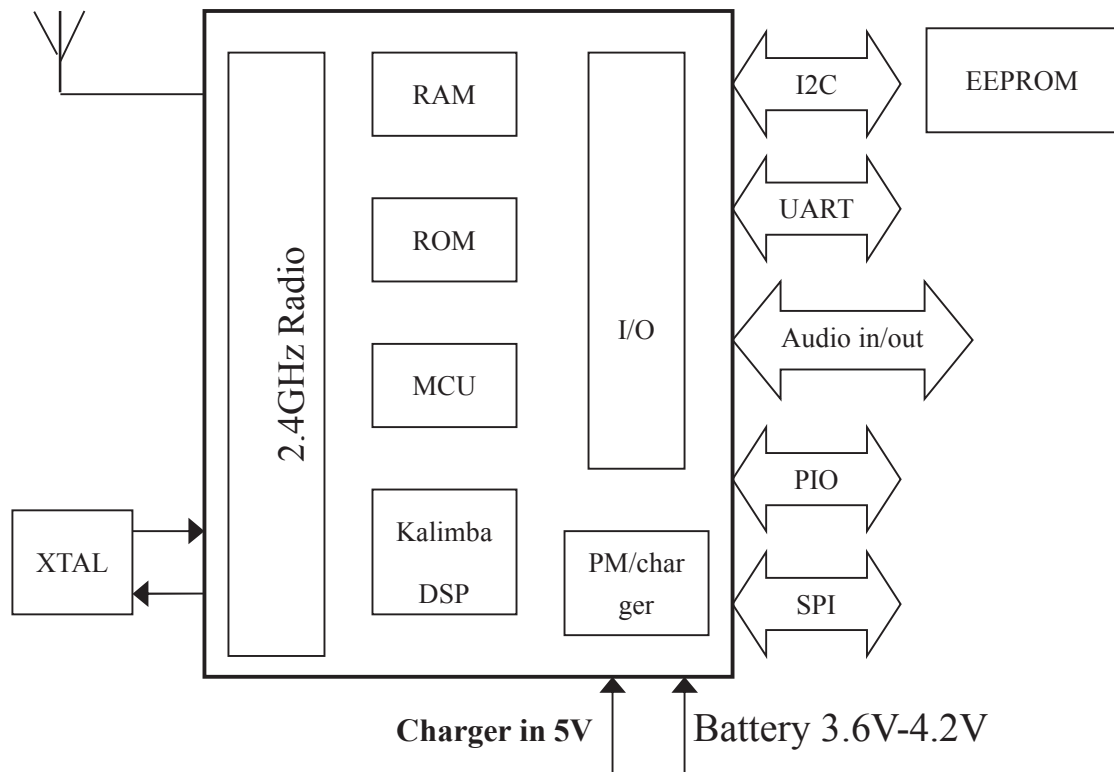 RAM
I2C
EEPROM
UART
ROM
2.4GHz Radio
I/O
Audio in/out
MCU
PIO
Kalimba
DSP
XTAL
PM/char
ger
SPI
Charger in 5V
Battery 3.6V-4.2V